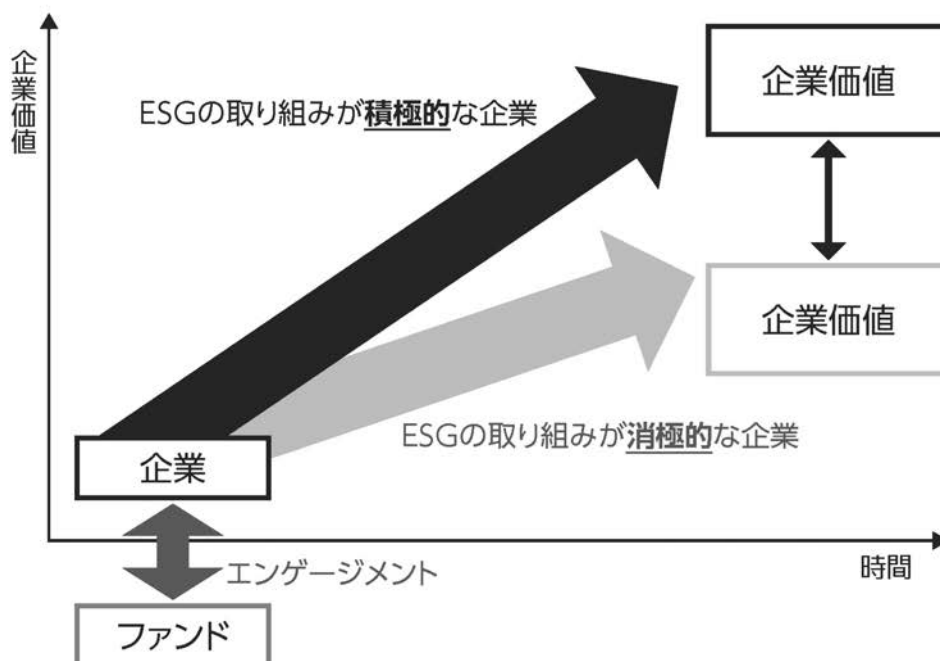 企業価値
ESGの取り組みが積極的な企業
企業価値
企業価値
ESGの取り組みが消極的な企業
企業
時間
エンゲージメント
ファンド